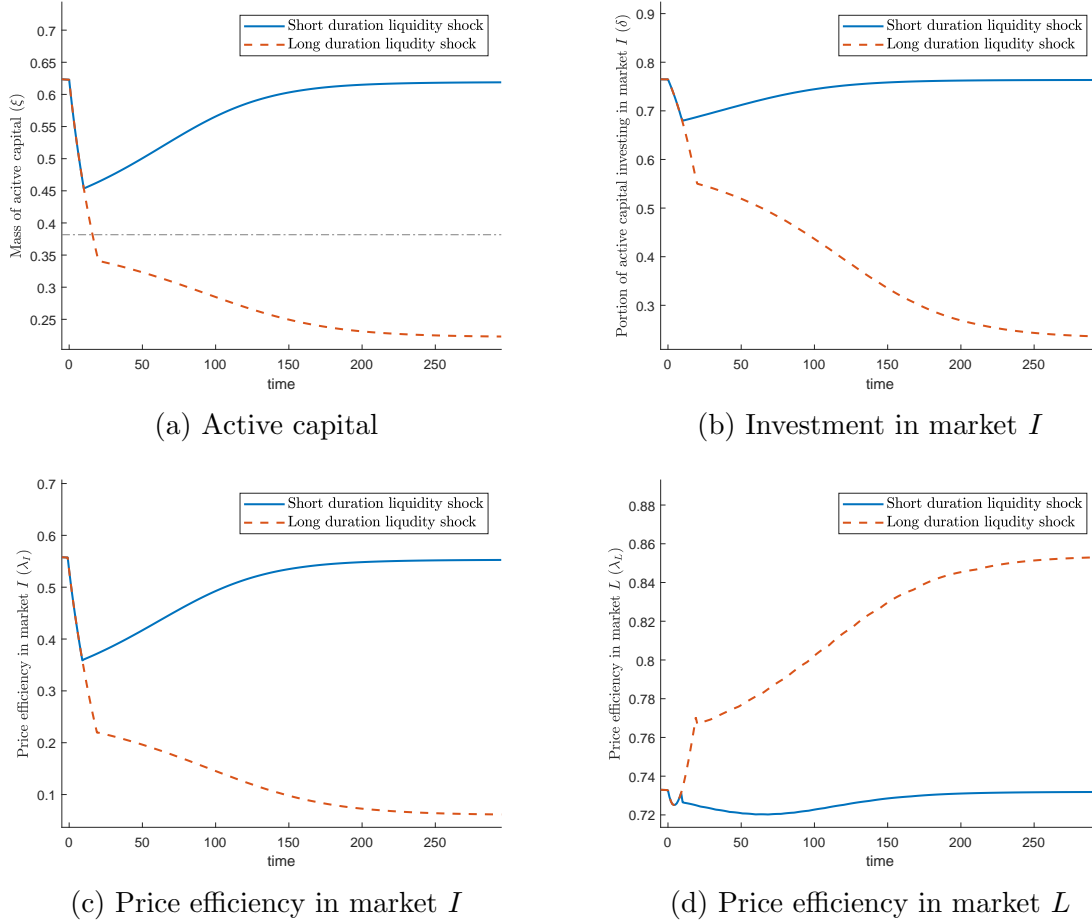 Mass of acitve capital (ξ)
0.7
0.65
0.6
0.55
0.5
0.45
0.4
0.35
0.3
0.25
Short duration liquidity shock
Long duration liqudity shock
0 50 100 150 200 250
time
(a) Active capital
Portion of active capital investing in market I (δ)
0.9
0.8
0.7
0.6
0.5
0.4
0.3
Short duration liquidity shock
Long duration liqudity shock
0 50 100 150 200 250
time
(b) Investment in market I
Price efficiency in market I (λI)
0.7
0.6
0.5
0.4
0.3
0.2
0.1
Short duration liquidity shock
Long duration liqudity shock
0 50 100 150 200 250
time
(c) Price efficiency in market I
Price efficiency in market L (λL)
0.88
0.86
0.84
0.82
0.8
0.78
0.76
0.74
0.72
Short duration liquidity shock
Long duration liqudity shock
0 50 100 150 200 250
time
(d) Price efficiency in market L